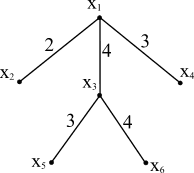 x₁
2 4 3
x₂ x₃ x₄
3 4
x₅ x₆